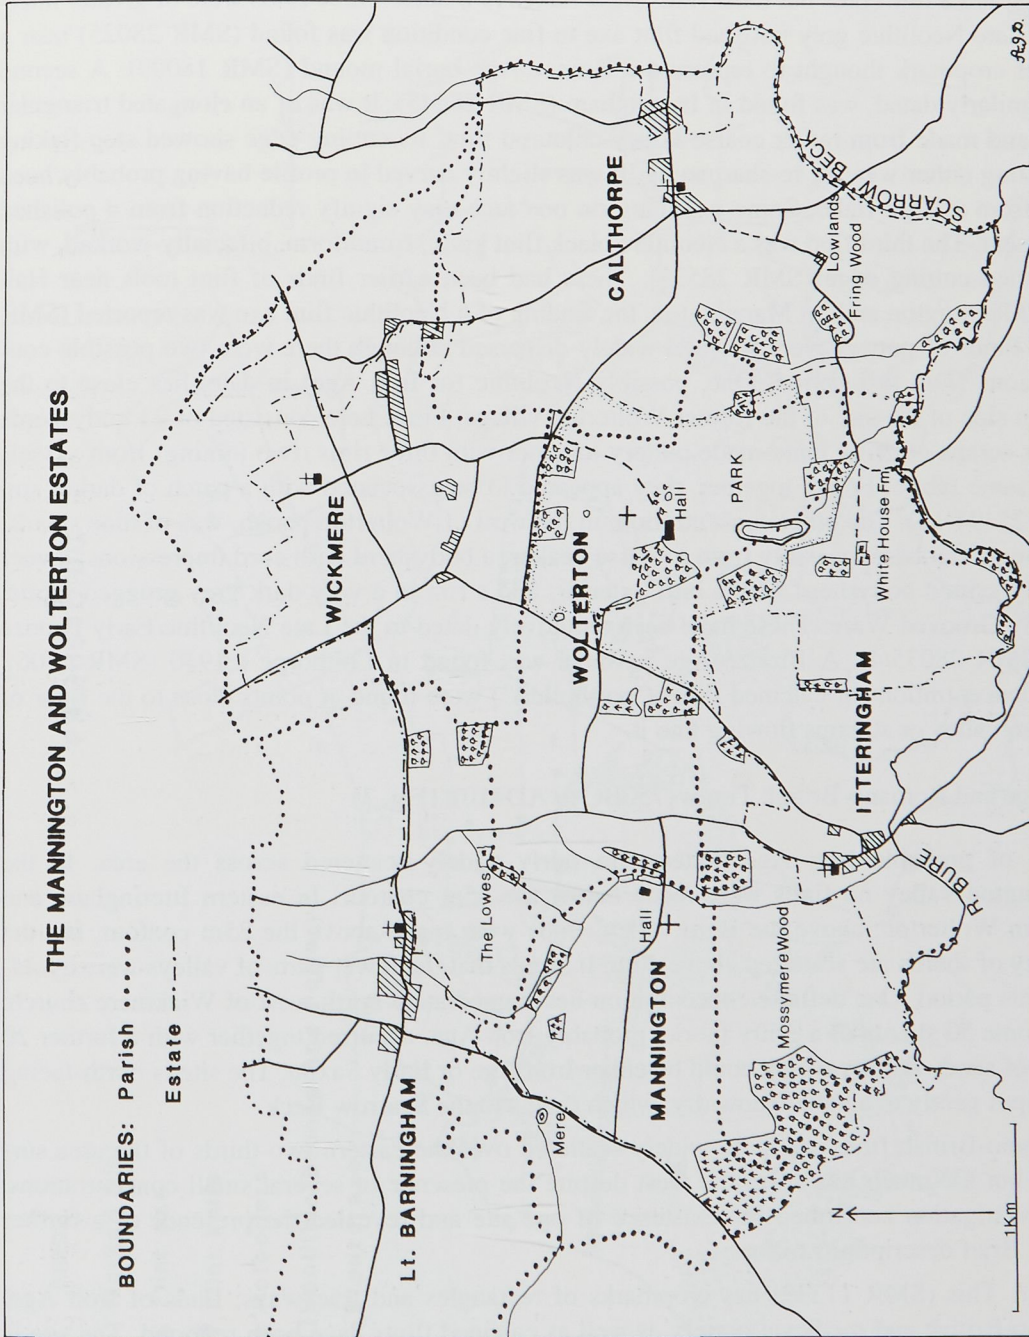 THE MANNINGTON AND WOLTERTON ESTATES
BOUNDARIES: Parish
Estate
WICKMERE
CALTHORPE
Lt. BARNINGHAM
The Lowes
WOLTERTON
Hall
PARK
Lowlands
Firing Wood
SCARROW BECK
Mere
Hall
MANNINGTON
Mossymere Wood
ITTERINGHAM
White House Fm.
R BURE
N
1Km